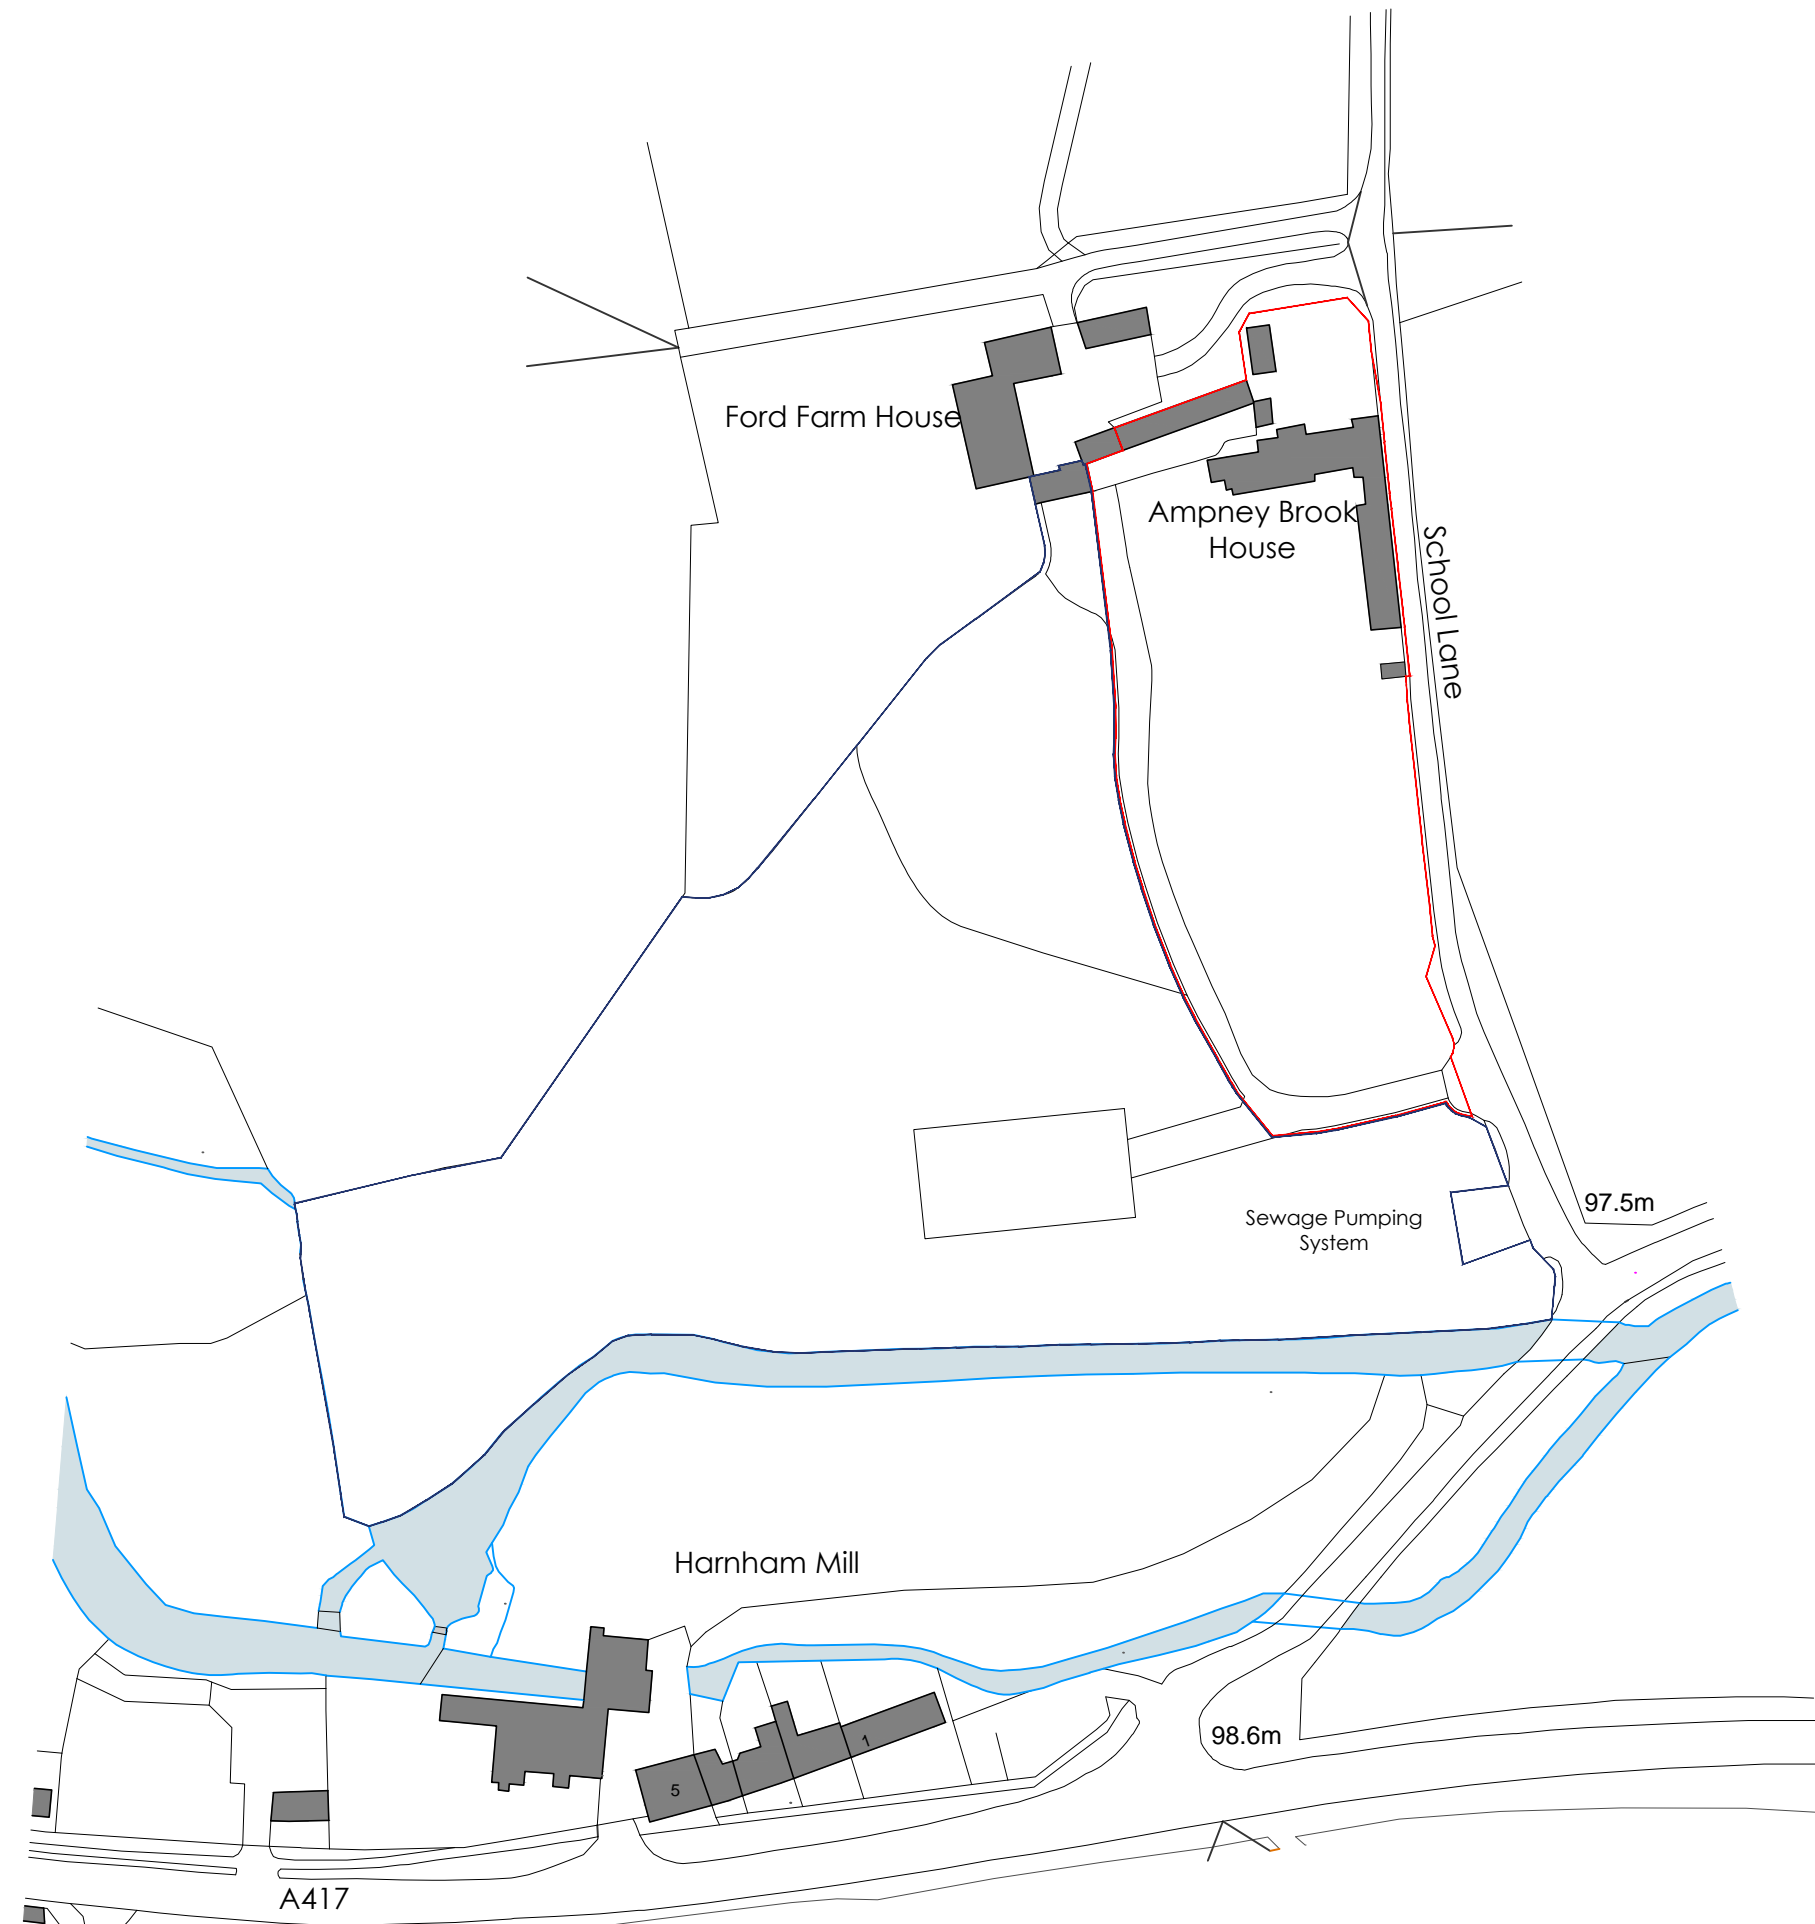 Ford Farm House
Ampney Brook
House
School Lane
97.5m
Sewage Pumping
System
Harnham Mill
98.6m
1
5
A417